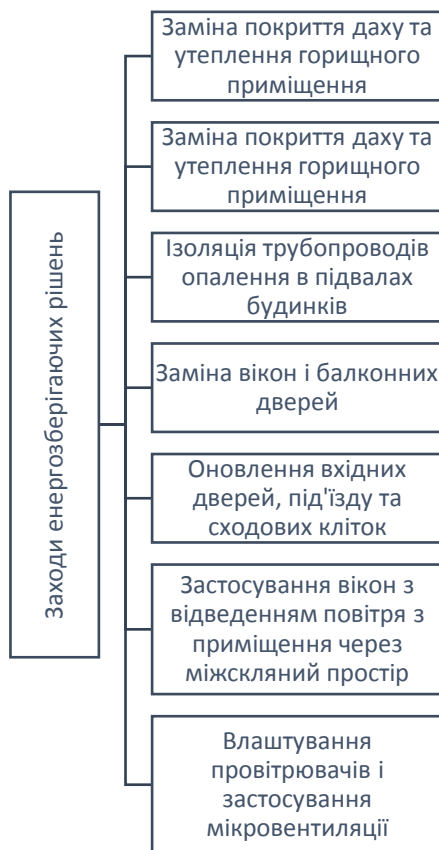 Заходи енергозберігаючих рішень
Заміна покриття даху та
утеплення горищного
приміщення
Заміна покриття даху та
утеплення горищного
приміщення
Ізоляція трубопроводів
опалення в підвалах
будинків
Заміна вікон і балконних
дверей
Оновлення вхідних
дверей, під'їзду та
сходових кліток
Застосування вікон з
відведенням повітря з
приміщення через
міжскляний простір
Влаштування
провітрювачів і
застосування
мікровентиляції